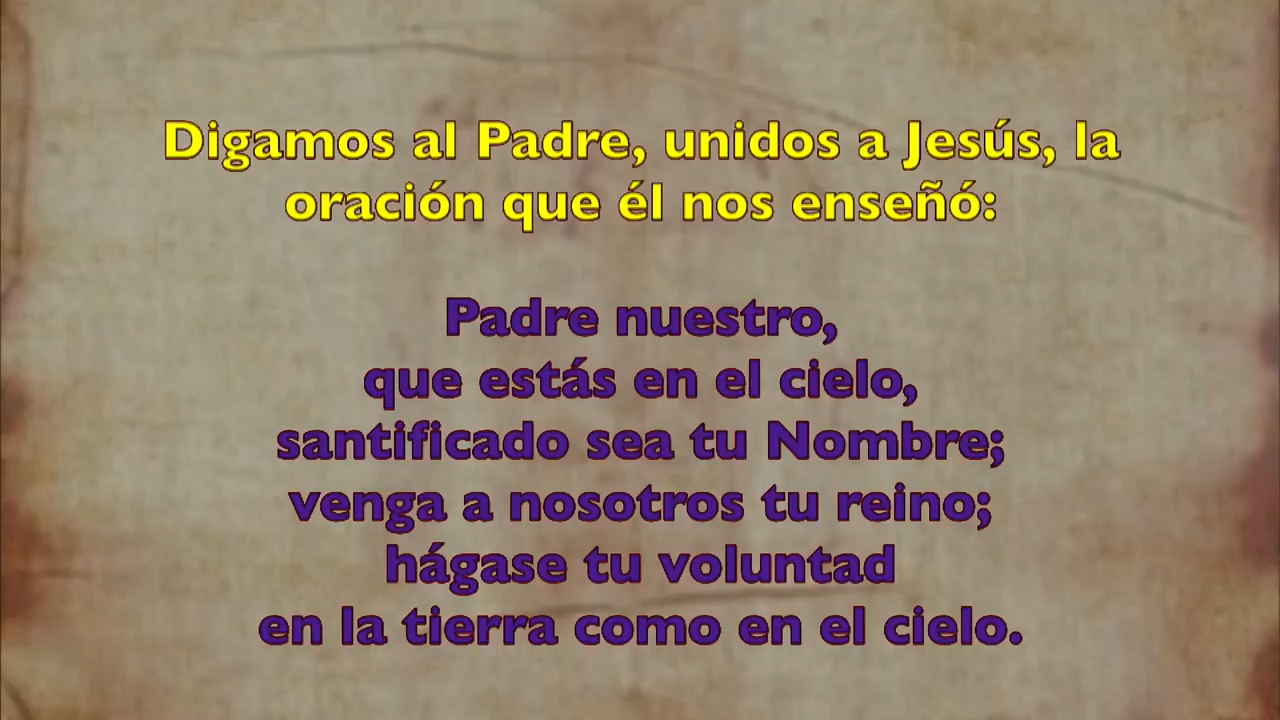 Digamos al Padre, unidos a Jesús, la
oración que él nos enseñó:
Padre nuestro,
que estás en el cielo,
santificado sea tu Nombre;
venga a nosotros tu reino;
hágase tu voluntad
en la tierra como en el cielo.